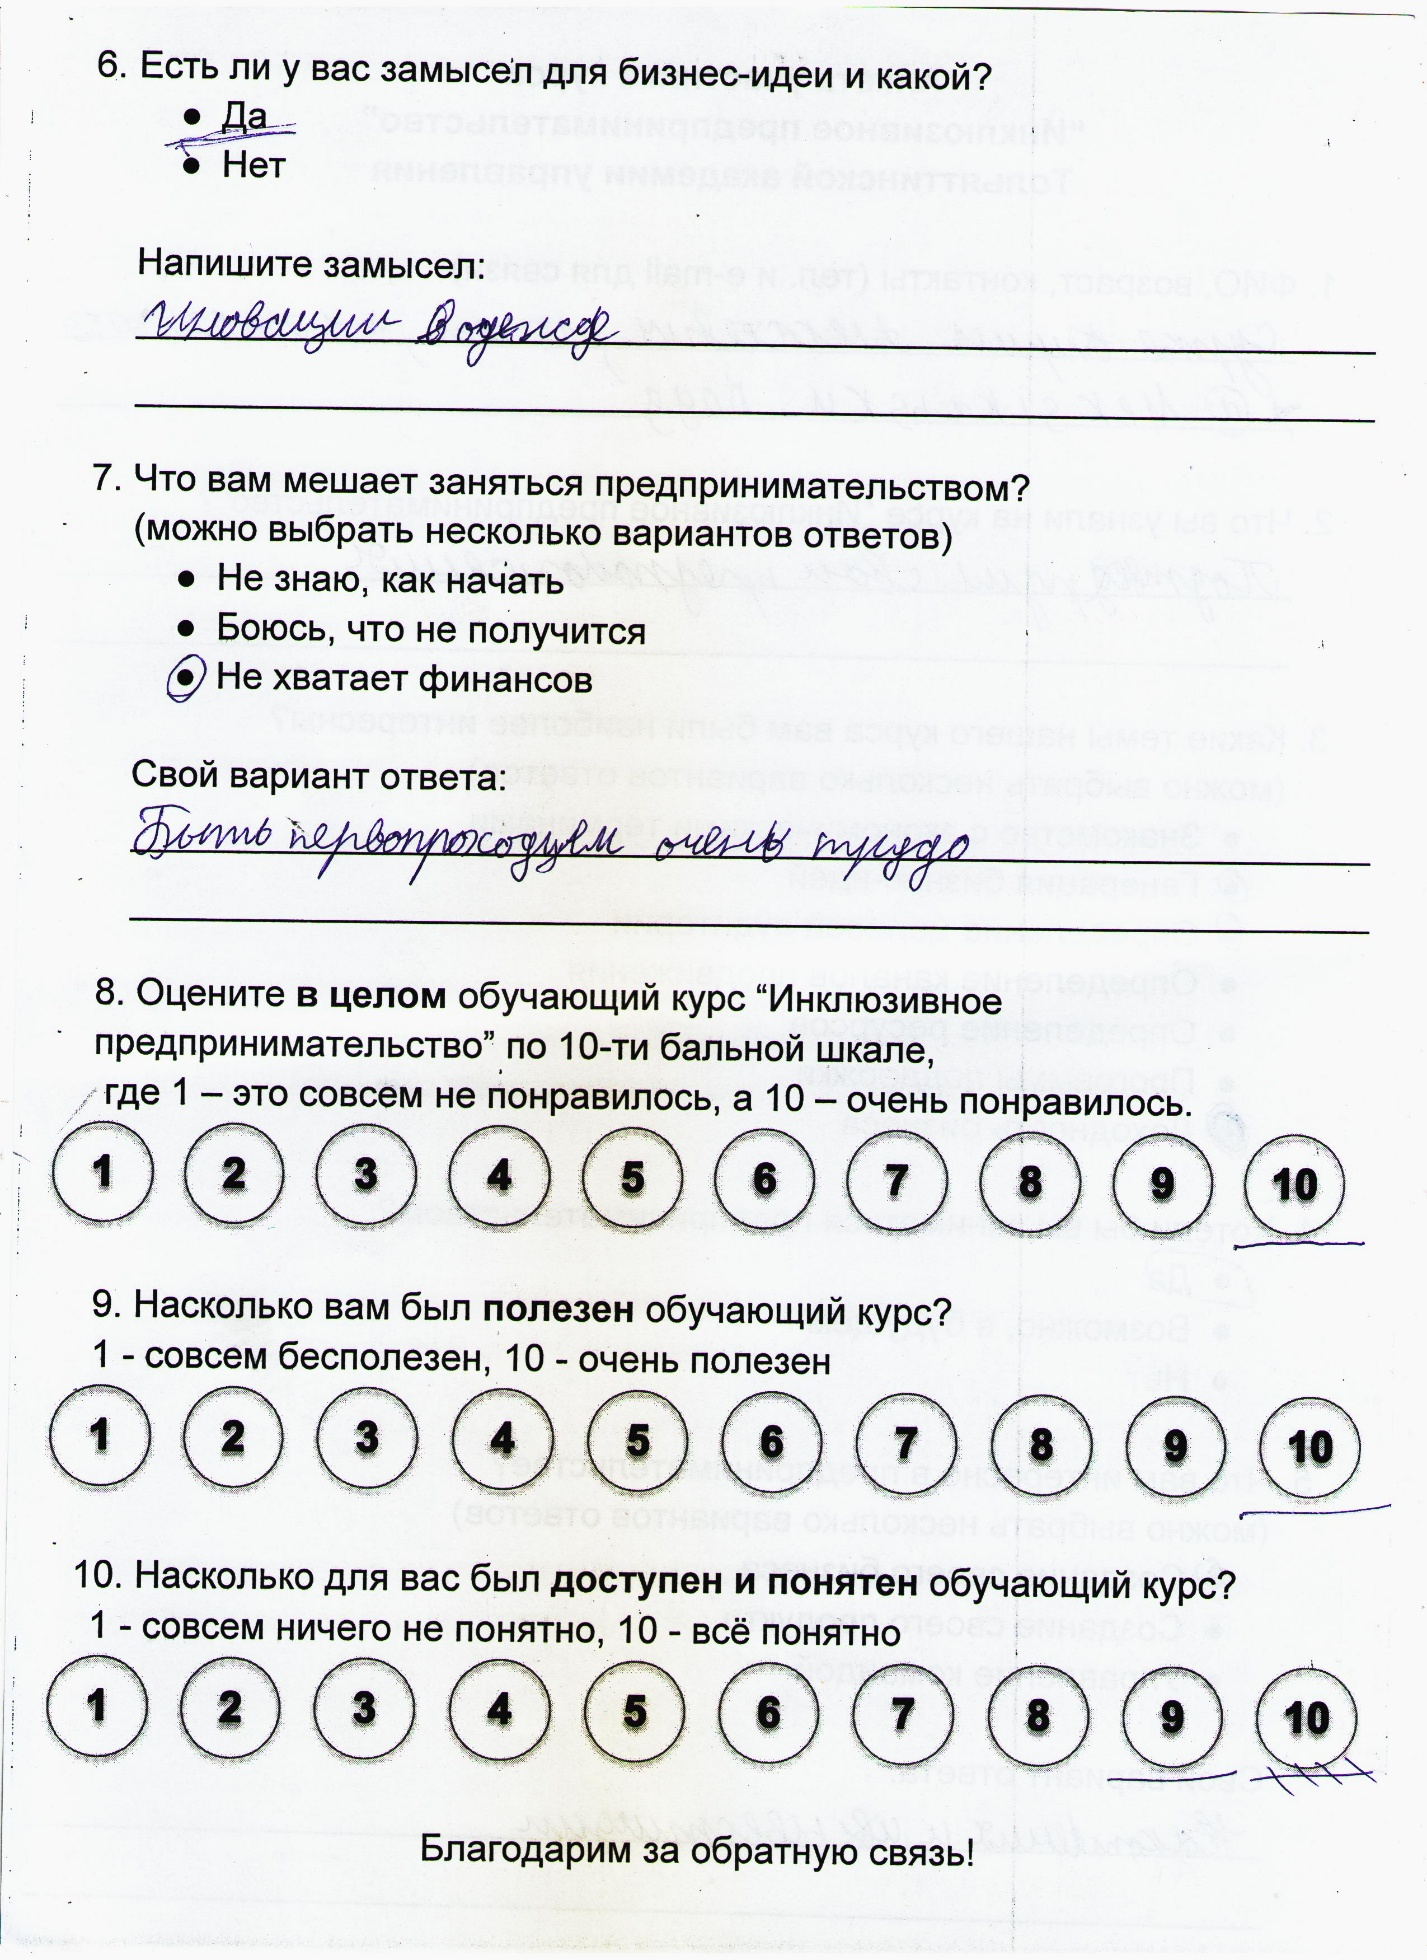 6. Есть ли у вас замысел для бизнес-идеи и какой?
• Да
• Нет
Напишите замысел:
Иновации в одежде
7. Что вам мешает заняться предпринимательством?
(можно выбрать несколько вариантов ответов)
• Не знаю, как начать
• Боюсь, что не получится
• Не хватает финансов
Свой вариант ответа:
Быть первопроходцем очень трудо
8. Оцените в целом обучающий курс “Инклюзивное
предпринимательство” по 10-ти бальной шкале,
где 1 – это совсем не понравилось, а 10 – очень понравилось.
1 2 3 4 5 6 7 8 9 10
9. Насколько вам был полезен обучающий курс?
1 - совсем бесполезен, 10 - очень полезен
1 2 3 4 5 6 7 8 9 10
10. Насколько для вас был доступен и понятен обучающий курс?
1 - совсем ничего не понятно, 10 - всё понятно
1 2 3 4 5 6 7 8 9 10
Благодарим за обратную связь!